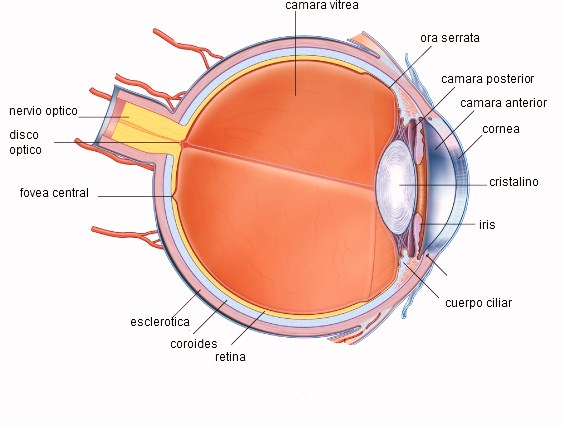 camara vitrea
ora serrata
camara posterior
camara anterior
cornea
nervio optico
disco
optico
fovea central
cristalino
iris
cuerpo ciliar
esclerotica
coroides
retina